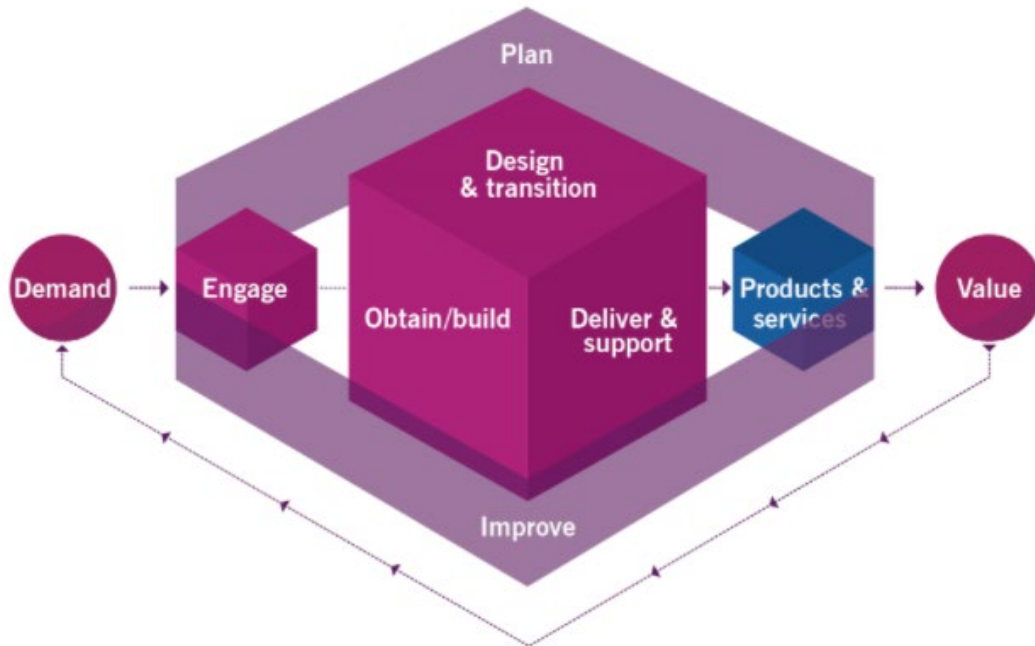 Plan
Design
& transition
Demand
Engage
Obtain/build
Deliver &
support
Products &
services
Value
Improve